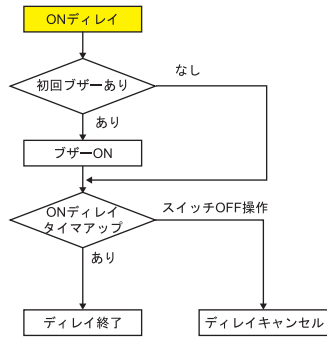 ONディレイ
初回ブザーあり
なし
あり
ブザーON
ONディレイ
タイマアップ
スイッチOFF操作
あり
ディレイ終了
ディレイキャンセル